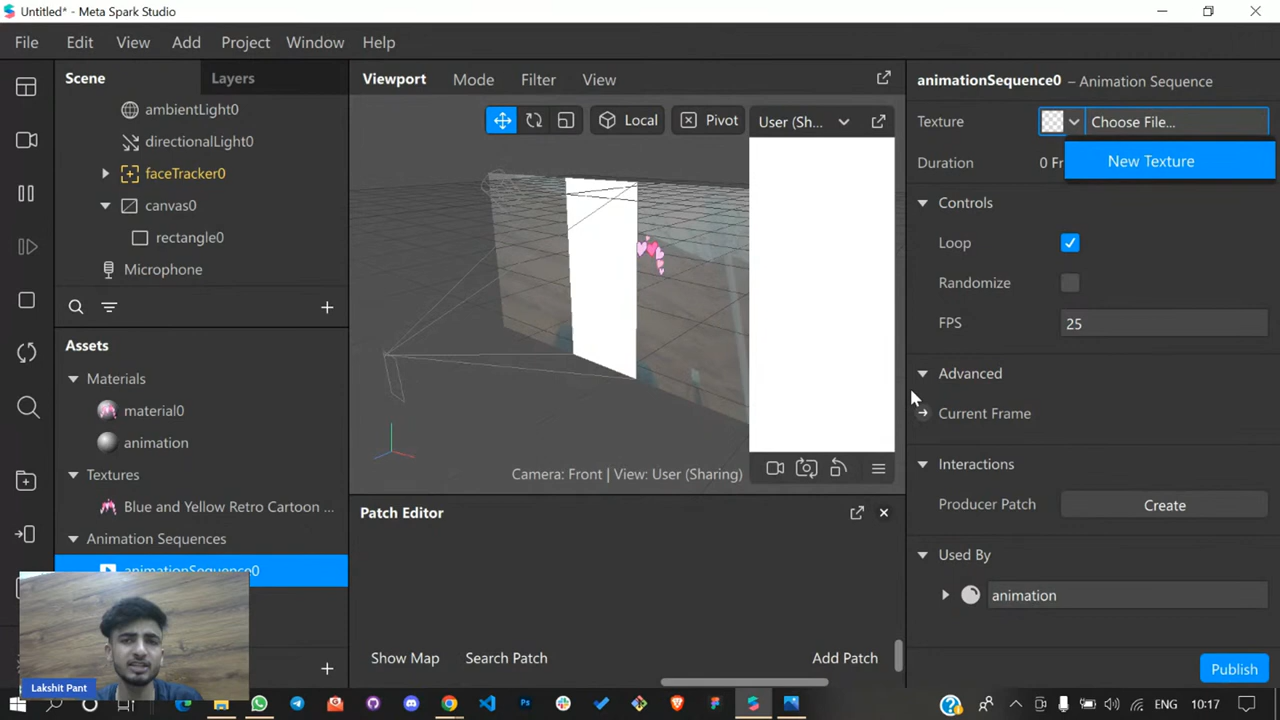 Untitled* - Meta Spark Studio
File Edit View Add Project Window Help
Scene Layers
ambientLight0
directionalLight0
faceTracker0
canvas0
rectangle0
Microphone
Assets
Materials
material0
animation
Textures
Blue and Yellow Retro Cartoon ...
Animation Sequences
animationSequence0
Lakshit Pant
Viewport Mode Filter View
Local Pivot
User (Sh...
Camera: Front | View: User (Sharing)
Patch Editor
Show Map Search Patch Add Patch
animationSequence0 – Animation Sequence
Texture Choose File...
New Texture
Duration 0 Fr
Controls
Loop
Randomize
FPS 25
Advanced
Current Frame
Interactions
Producer Patch Create
Used By
animation
Publish
ENG 10:17